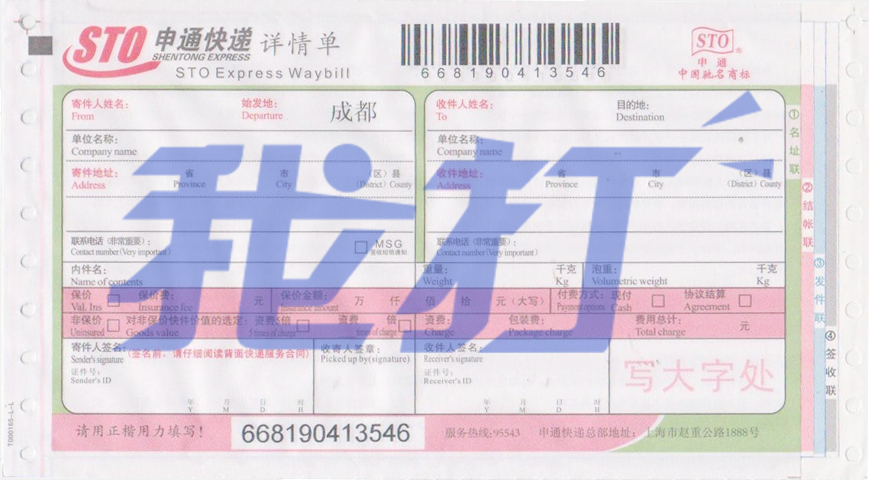 STO 申通快递 详情单
SHENTONG EXPRESS
STO Express Waybill
668190413546
STO ®
申通
中国驰名商标
寄件人姓名： 始发地： 成都
From Departure
收件人姓名： 目的地：
To Destination
单位名称： 单位名称：
Company name Company name
寄件地址： 省 市 （区）县
Address Province City (District) County
收件地址： 省 市 （区）县
Address Province City (District) County
联系电话（非常重要）： MSG
Contact number(Very important) 签收短信通知
联系电话（非常重要）：
Contact number(Very important)
内件名： 重量： 千克 泡重： 千克
Name of contents Weight Kg Volumetric weight Kg
保价 保价费： 元 保价金额： 万 仟 佰 拾 元（大写） 付款方式： 现付 协议结算
Val. Ins Insurance fee Insurance amount Payment options Cash Agreement
非保价 对非保价快件价值的选定： 资费 倍 资费 倍 资费： 包装费： 费用总计： 元
Uninsured Goods value times of charge times of charge Charge Package charge Total charge
寄件人签名： (签名前，请仔细阅读背面快递服务合同) 收寄人签章： 收件人签名：
Sender's signature Picked up by(signature) Receiver's signature
证件号： 证件号：
Sender's ID Receiver's ID
年 月 日 时 年 月 日 时
Y M D H Y M D H
写大字处
我打
请用正楷用力填写！ 668190413546 服务热线：95543 申通快递总部地址：上海市赵重公路1888号
①名址联
②结帐联
③发件联
④签收联
T000165-L-L